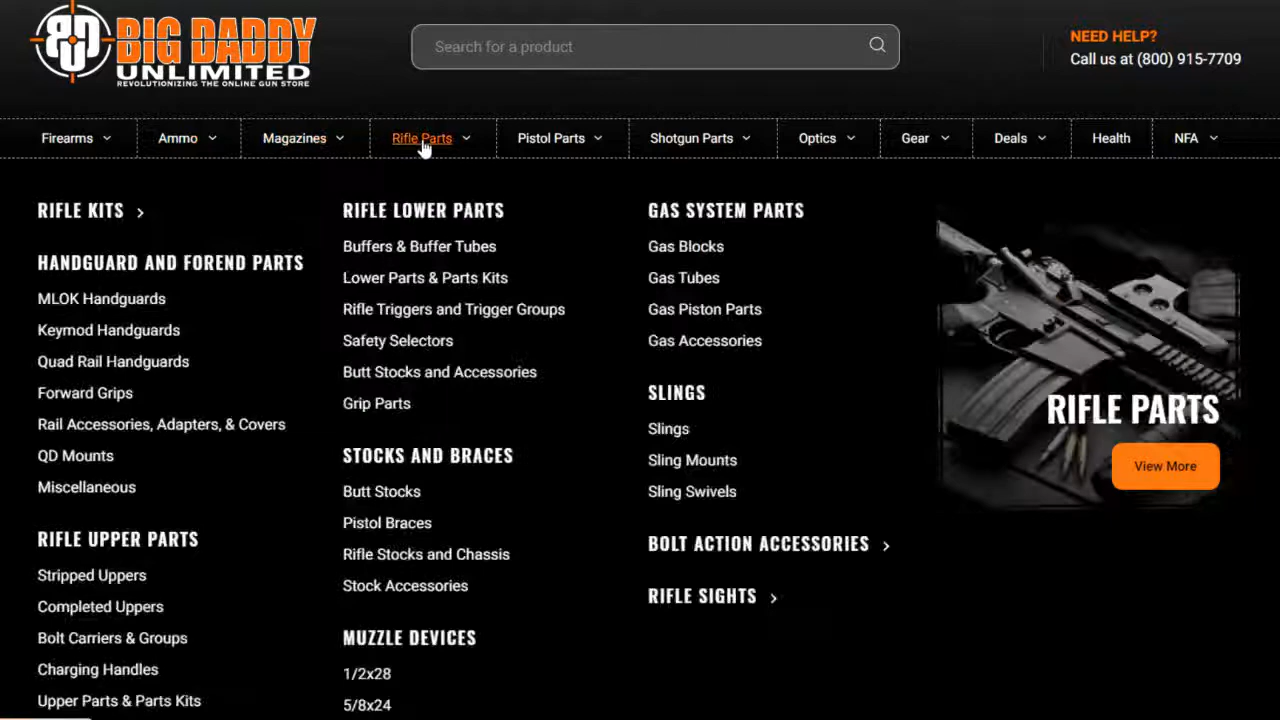 BIG DADDY
UNLIMITED
REVOLUTIONIZING THE ONLINE GUN STORE
Search for a product
NEED HELP?
Call us at (800) 915-7709
Firearms
Ammo
Magazines
Rifle Parts
Pistol Parts
Shotgun Parts
Optics
Gear
Deals
Health
NFA
RIFLE KITS
HANDGUARD AND FOREND PARTS
MLOK Handguards
Keymod Handguards
Quad Rail Handguards
Forward Grips
Rail Accessories, Adapters, & Covers
QD Mounts
Miscellaneous
RIFLE UPPER PARTS
Stripped Uppers
Completed Uppers
Bolt Carriers & Groups
Charging Handles
Upper Parts & Parts Kits
RIFLE LOWER PARTS
Buffers & Buffer Tubes
Lower Parts & Parts Kits
Rifle Triggers and Trigger Groups
Safety Selectors
Butt Stocks and Accessories
Grip Parts
STOCKS AND BRACES
Butt Stocks
Pistol Braces
Rifle Stocks and Chassis
Stock Accessories
MUZZLE DEVICES
1/2x28
5/8x24
GAS SYSTEM PARTS
Gas Blocks
Gas Tubes
Gas Piston Parts
Gas Accessories
SLINGS
Slings
Sling Mounts
Sling Swivels
BOLT ACTION ACCESSORIES
RIFLE SIGHTS
RIFLE PARTS
View More